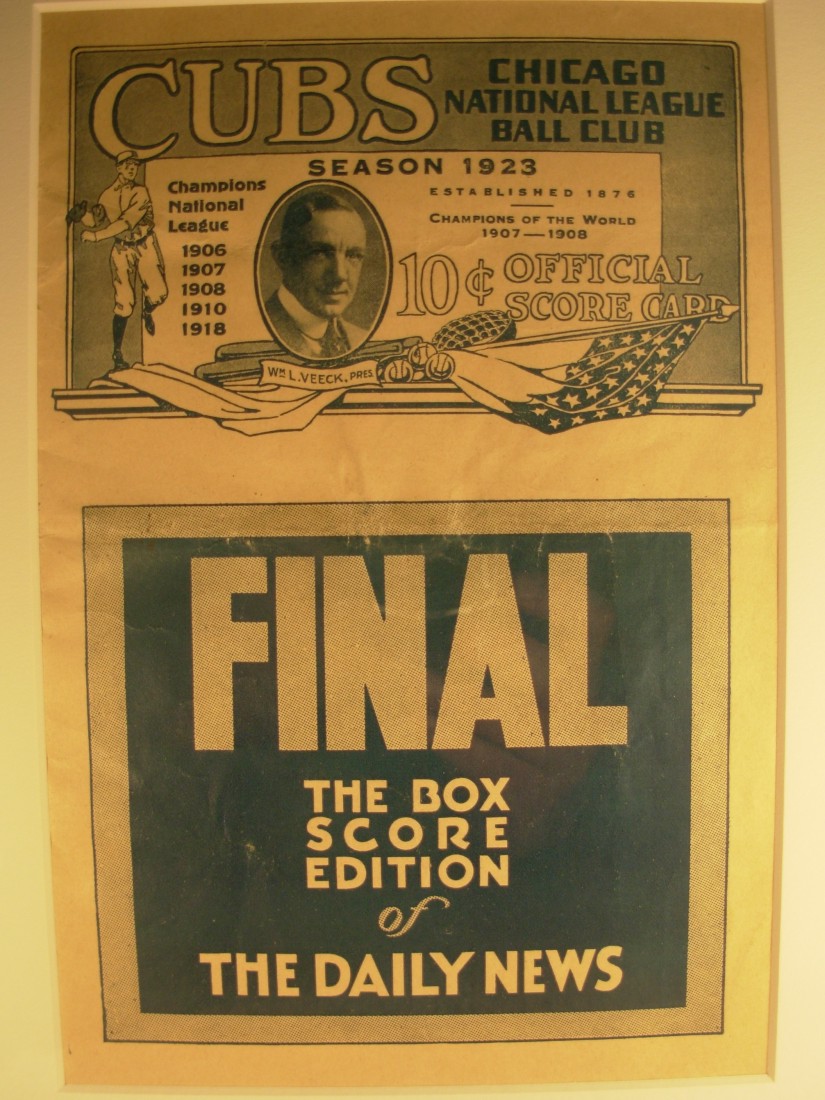 CUBS
CHICAGO
NATIONAL LEAGUE
BALL CLUB
SEASON 1923
Champions
National
League
1906
1907
1908
1910
1918
ESTABLISHED 1876
CHAMPIONS OF THE WORLD
1907—1908
10¢ OFFICIAL
SCORE CARD
WM L. VEECK, PRES.
FINAL
THE BOX
SCORE
EDITION
of
THE DAILY NEWS